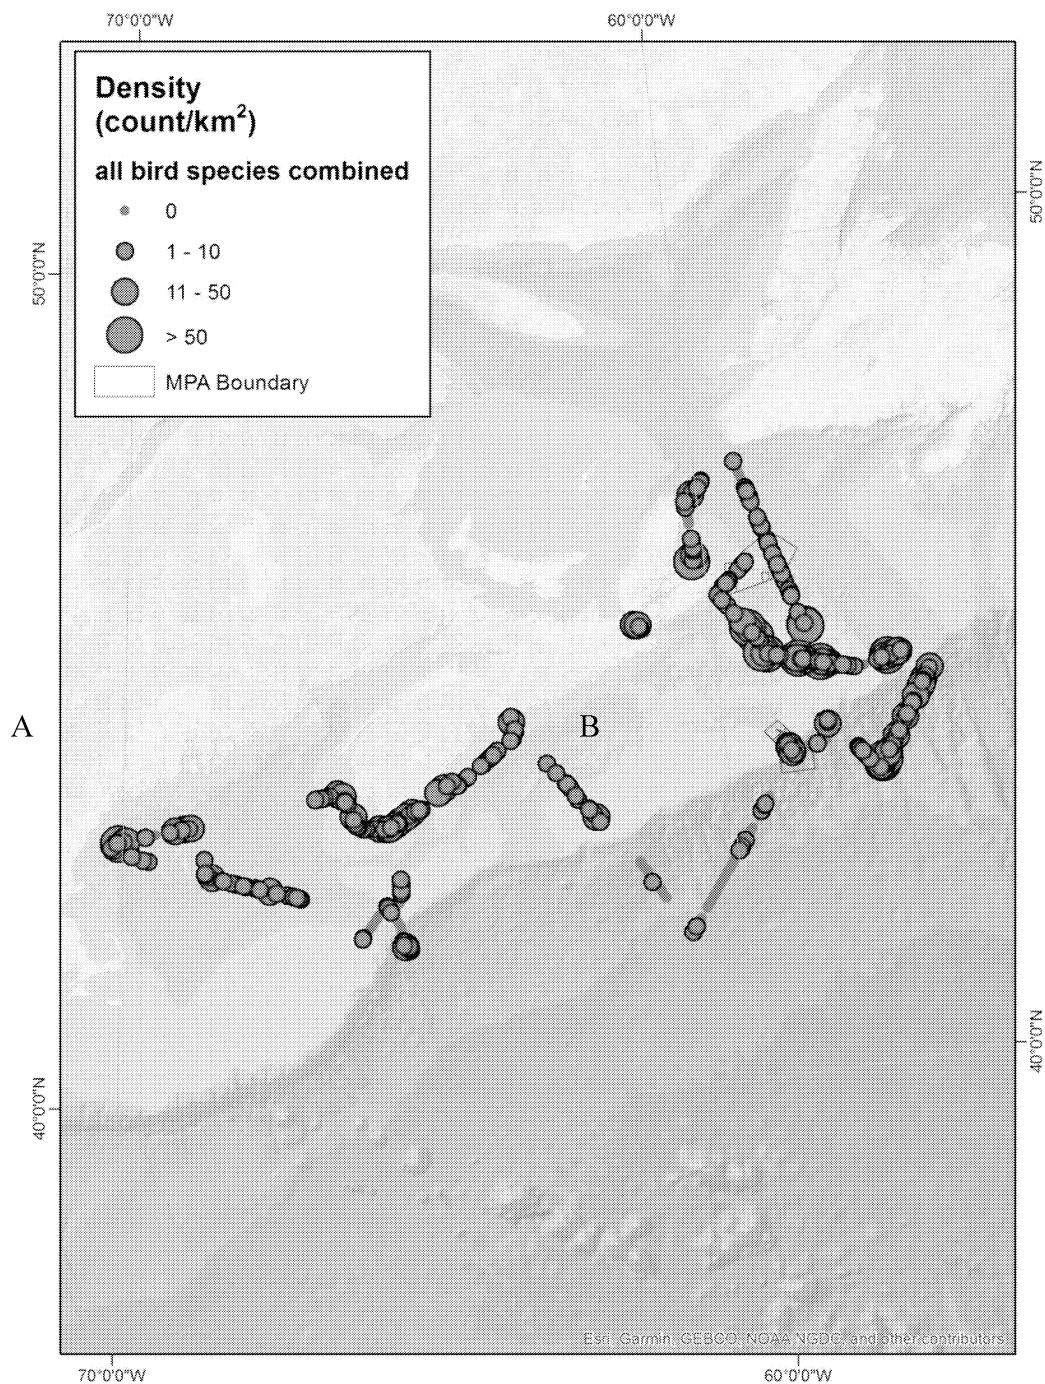 70°0'0"W
60°0'0"W
Density
(count/km²)
all bird species combined
0
1 - 10
11 - 50
> 50
MPA Boundary
50°0'0"N
50°0'0"N
A
B
40°0'0"N
40°0'0"N
Esri, Garmin, GEBCO, NOAA NGDC, and other contributors
70°0'0"W
60°0'0"W